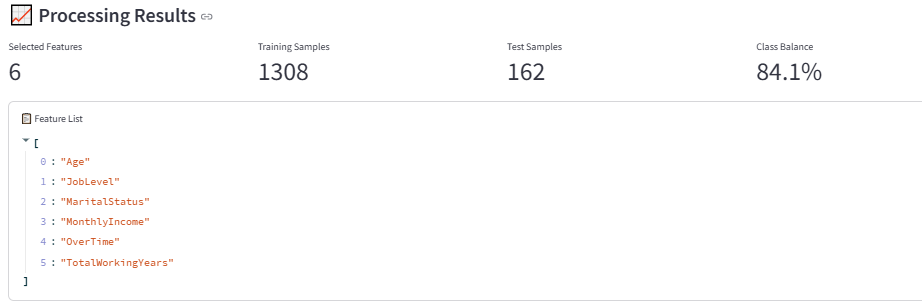 Processing Results
Selected Features Training Samples Test Samples Class Balance
6 1308 162 84.1%
Feature List
[
0 : "Age"
1 : "JobLevel"
2 : "MaritalStatus"
3 : "MonthlyIncome"
4 : "OverTime"
5 : "TotalWorkingYears"
]